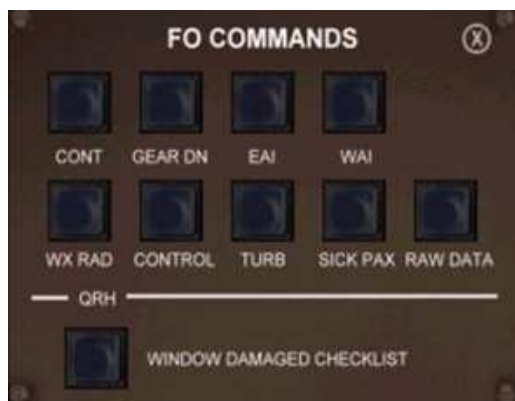 FO COMMANDS X
CONT GEAR DN EAI WAI
WX RAD CONTROL TURB SICK PAX RAW DATA
QRH
WINDOW DAMAGED CHECKLIST